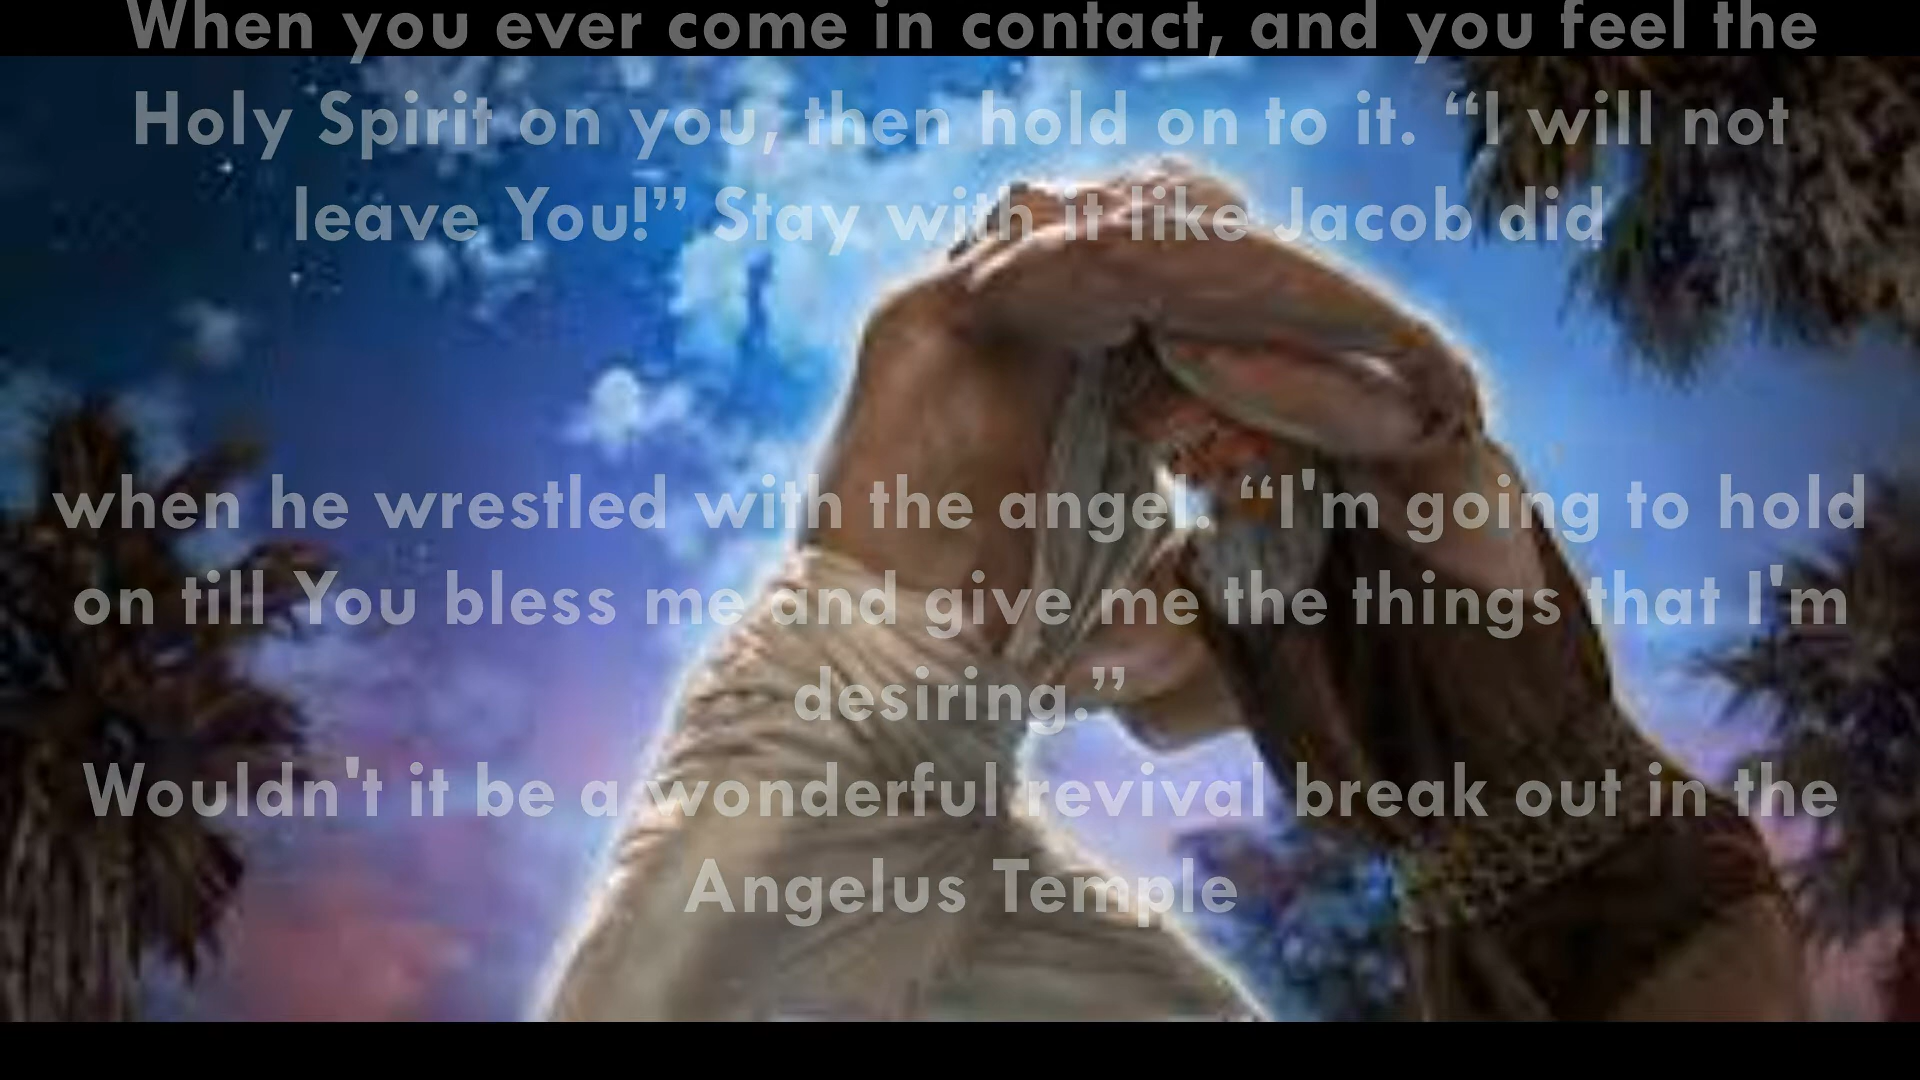 When you ever come in contact, and you feel the
Holy Spirit on you, then hold on to it. “I will not
leave You!” Stay with it like Jacob did
when he wrestled with the angel. “I'm going to hold
on till You bless me and give me the things that I'm
desiring.”
Wouldn't it be a wonderful revival break out in the
Angelus Temple